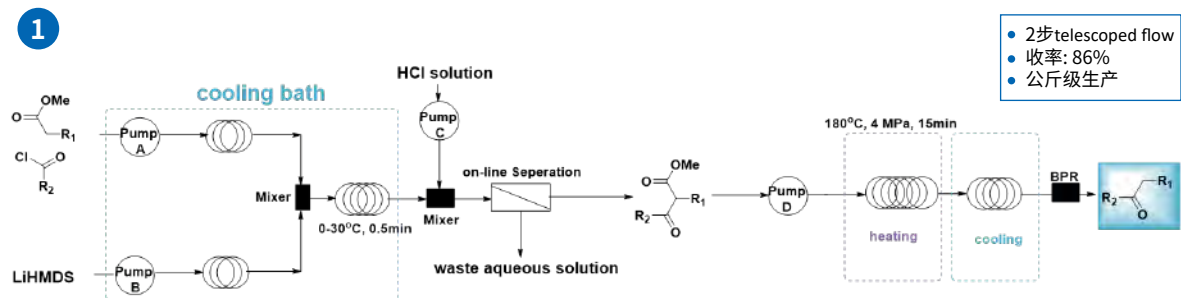 1
2步telescoped flow
收率: 86%
公斤级生产
HCl solution
cooling bath
OMe
O
R1
Cl
O
R2
Pump A
Pump C
Mixer
0-30°C, 0.5min
Mixer
on-line Seperation
waste aqueous solution
LiHMDS
Pump B
OMe
O
R1
R2
O
Pump D
180°C, 4 MPa, 15min
heating
cooling
BPR
R1
R2
O